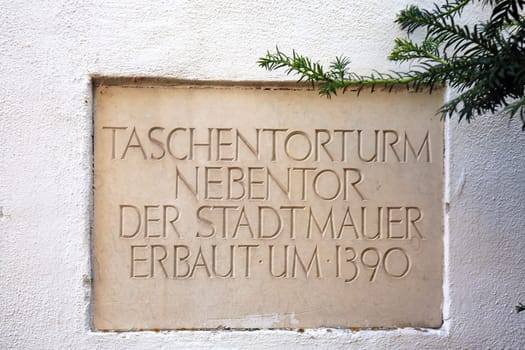 TASCHENTORTURM
NEBENTOR
DER STADTMAUER
ERBAUT·UM·1390